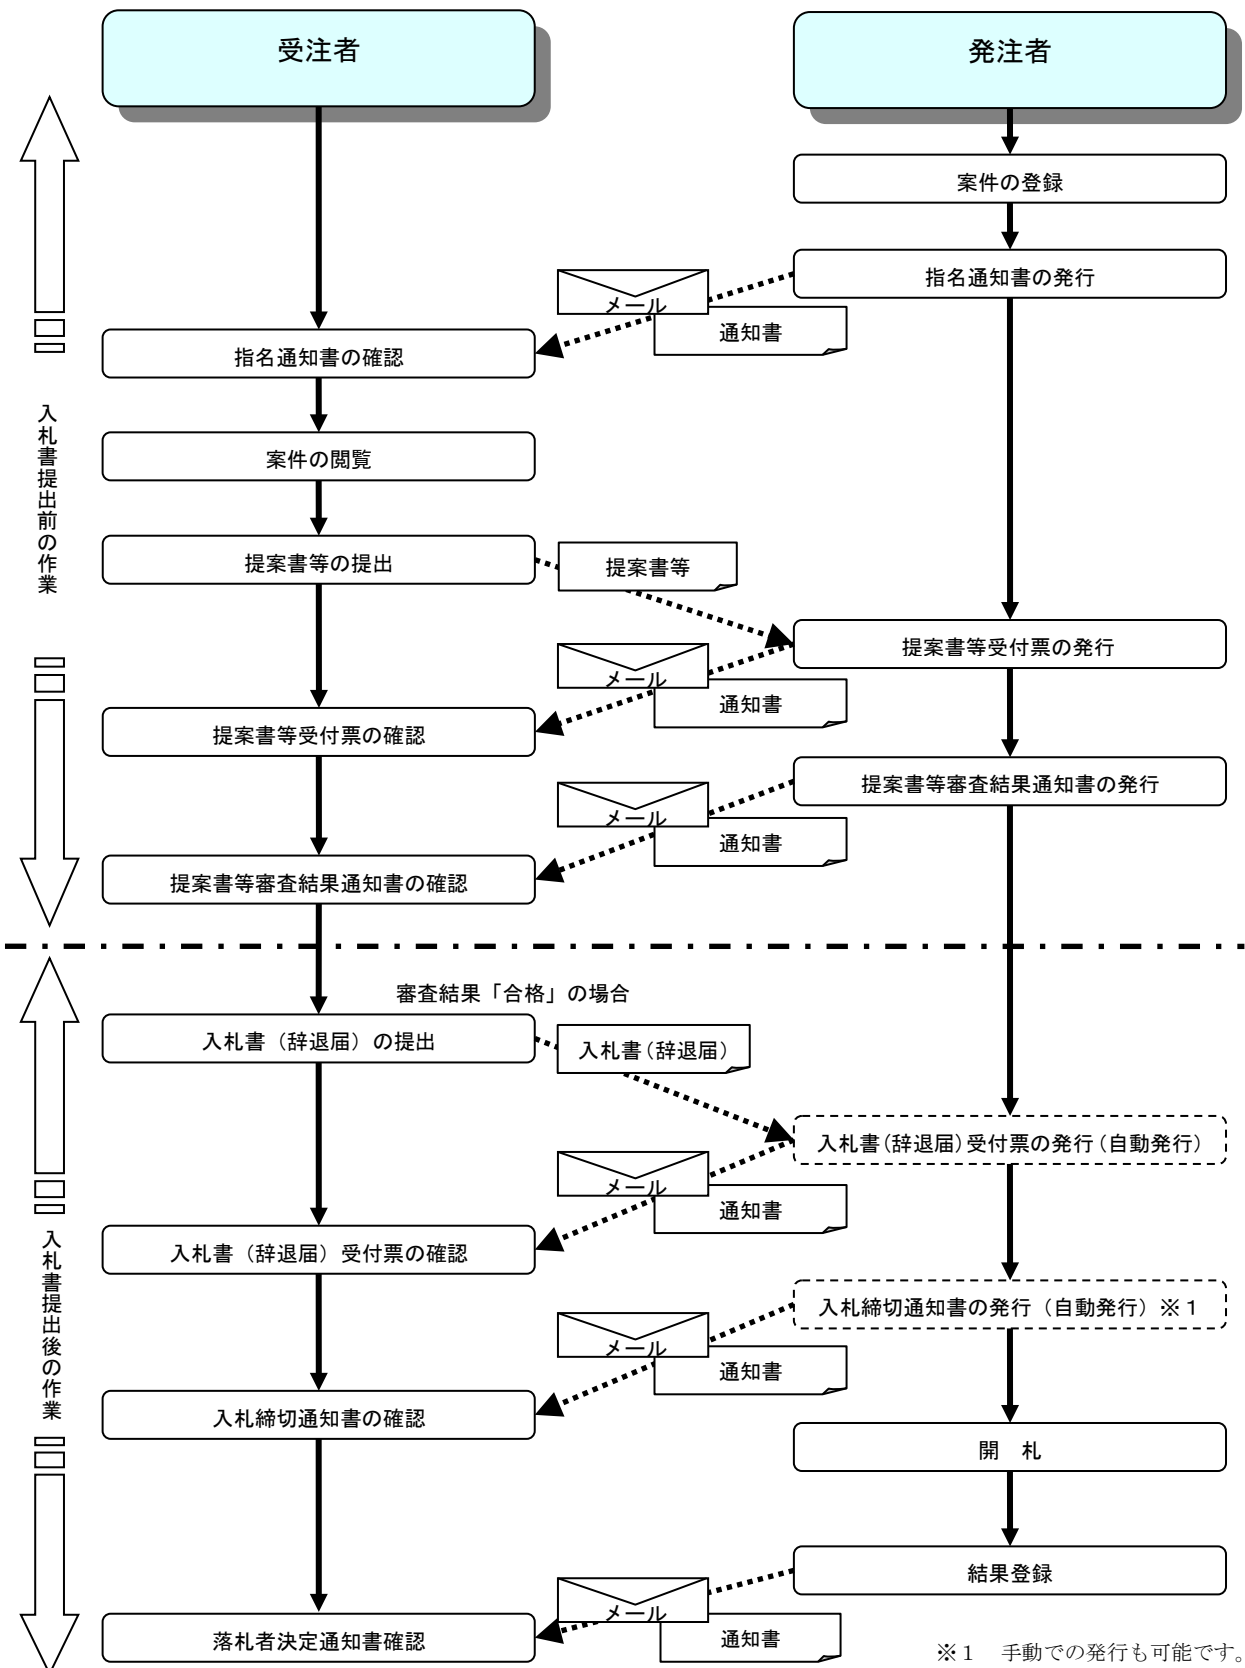 受注者
発注者
案件の登録
指名通知書の発行
メール
通知書
指名通知書の確認
案件の閲覧
入札書提出前の作業
提案書等の提出
提案書等
提案書等受付票の発行
メール
通知書
提案書等受付票の確認
提案書等審査結果通知書の発行
メール
通知書
提案書等審査結果通知書の確認
審査結果「合格」の場合
入札書（辞退届）の提出
入札書（辞退届）
入札書（辞退届）受付票の発行（自動発行）
メール
通知書
入札書（辞退届）受付票の確認
入札書提出後の作業
入札締切通知書の発行（自動発行）※１
メール
通知書
入札締切通知書の確認
開　札
結果登録
メール
通知書
落札者決定通知書確認
※１　手動での発行も可能です。